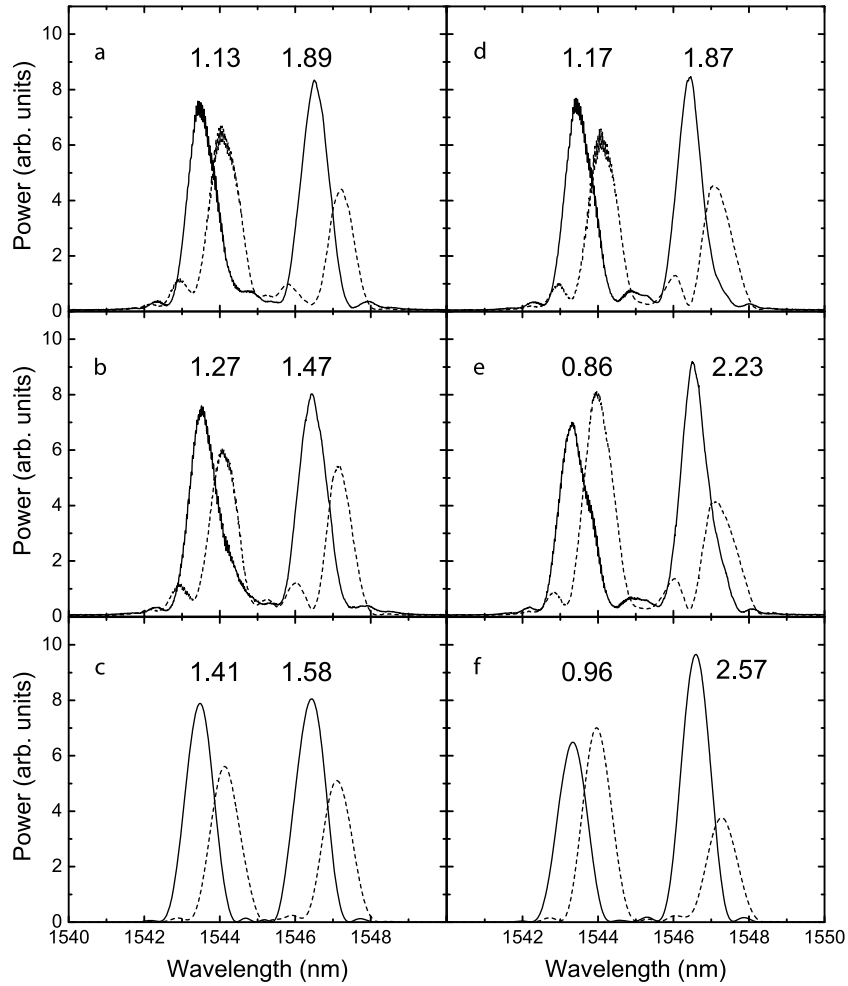 a
1.13 1.89
d
1.17 1.87
10
8
6
4
2
0
Power (arb. units)
b
1.27 1.47
e
0.86 2.23
10
8
6
4
2
0
Power (arb. units)
c
1.41 1.58
f
0.96 2.57
10
8
6
4
2
0
Power (arb. units)
1540 1542 1544 1546 1548
1542 1544 1546 1548 1550
Wavelength (nm)
Wavelength (nm)